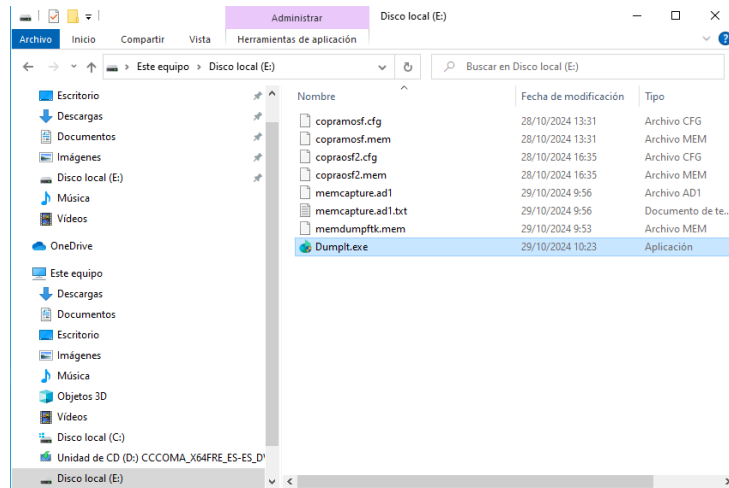 Administrar
Disco local (E:)
Archivo
Inicio
Compartir
Vista
Herramientas de aplicación
Este equipo > Disco local (E:)
Buscar en Disco local (E:)
Escritorio
Descargas
Documentos
Imágenes
Disco local (E:)
Música
Vídeos
OneDrive
Este equipo
Descargas
Documentos
Escritorio
Imágenes
Música
Objetos 3D
Vídeos
Disco local (C:)
Unidad de CD (D:) CCCOMA_X64FRE_ES-ES_D
Disco local (E:)
Nombre Fecha de modificación Tipo
copramosf.cfg 28/10/2024 13:31 Archivo CFG
copramosf.mem 28/10/2024 13:31 Archivo MEM
copraosf2.cfg 28/10/2024 16:35 Archivo CFG
copraosf2.mem 28/10/2024 16:35 Archivo MEM
memcapture.ad1 29/10/2024 9:56 Archivo AD1
memcapture.ad1.txt 29/10/2024 9:56 Documento de te...
memdumpftk.mem 29/10/2024 9:53 Archivo MEM
DumpIt.exe 29/10/2024 10:23 Aplicación